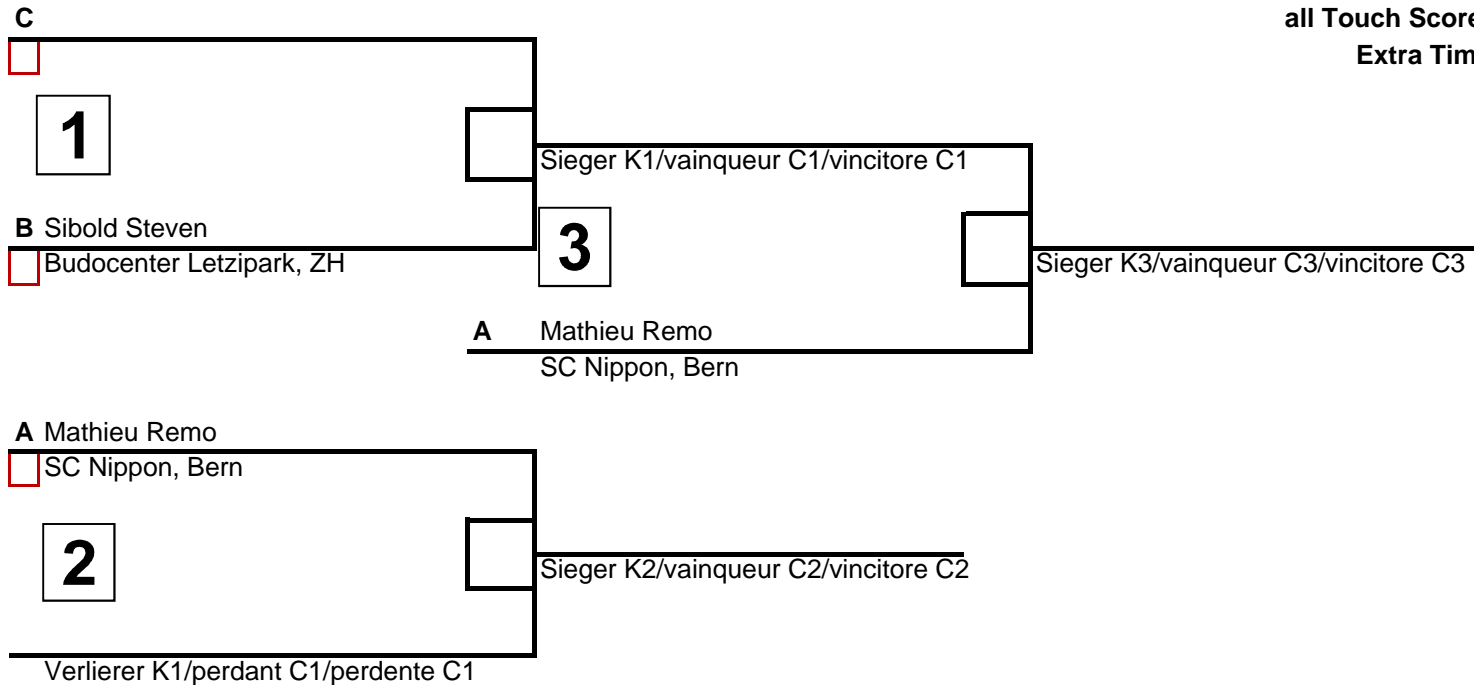 C
all Touch Score
Extra Tim
1
Sieger K1/vainqueur C1/vincitore C1
B Sibold Steven
Budocenter Letzipark, ZH
3
Sieger K3/vainqueur C3/vincitore C3
A Mathieu Remo
SC Nippon, Bern
A Mathieu Remo
SC Nippon, Bern
2
Sieger K2/vainqueur C2/vincitore C2
Verlierer K1/perdant C1/perdente C1